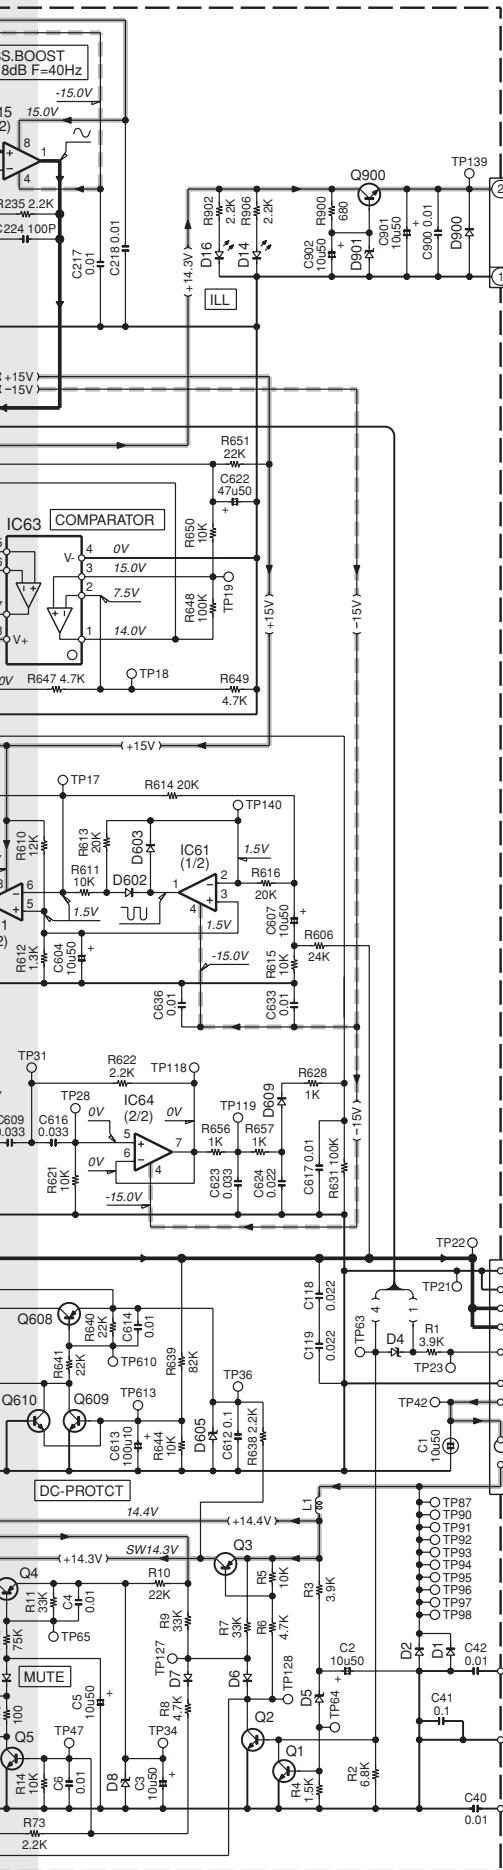 SS.BOOST
8dB F=40Hz
-15.0V
15
15.0V
2)
8
1
4
R235 2.2K
C224 100P
C217
0.01
C218 0.01
+14.3V
R902
2.2K
R906
2.2K
D16
D14
ILL
R900
680
Q900
TP139
C902
10u50
+
D901
C901
10u50
+
C900 0.01
D900
2
1
+15V
-15V
R651
22K
C622
47u50
+
R650
10K
IC63
COMPARATOR
V-
4
0V
3
15.0V
2
7.5V
1
14.0V
V+
R648
100K
TP19
+15V
-15V
0V
R647 4.7K
TP18
R649
4.7K
+15V
TP17
R614 20K
TP140
R610
12K
R613
20K
D603
IC61
(1/2)
R611
10K
D602
1
2
3
4
1.5V
R616
20K
6
5
1.5V
1.5V
C607
10u50
+
R606
24K
R612
1.3K
C604
10u50
+
-15.0V
R615
10K
C636
0.01
C633
0.01
TP31
R622
2.2K
TP118
R628
1K
D609
TP28
IC64
(2/2)
TP119
-15V
C609
0.033
C616
0.033
0V
0V
5
6
7
4
0V
R656
1K
R657
1K
R621
10K
-15.0V
C623
0.033
C624
0.022
C617 0.01
R631 100K
TP22
TP21
C118
0.022
C119
0.022
TP63
4
1
D4
R1
3.9K
TP23
Q608
R640
22K
C614
0.01
R641
22K
TP610
R639
82K
TP36
TP42
Q610
Q609
TP613
C613
100u10
+
R644
10K
D605
C612 0.1
R638 2.2K
C1
10u50
DC-PROTCT
14.4V
+14.4V
L1
+14.3V
SW14.3V
Q3
TP87
TP90
TP91
TP92
TP93
TP94
TP95
TP96
TP97
TP98
Q4
R10
22K
R5
10K
R3
3.9K
R11
33K
C4
0.01
TP65
R9
33K
R7
33K
R6
4.7K
75K
TP127
D7
D6
TP128
MUTE
C5
10u50
+
R8
4.7K
D5
TP64
C2
10u50
+
D2
D1
C42
0.01
100
Q5
TP47
TP34
Q2
Q1
C41
0.1
R14
10K
C6
0.01
D8
C3
10u50
+
R4
1.5K
R2
6.8K
C40
0.01
R73
2.2K